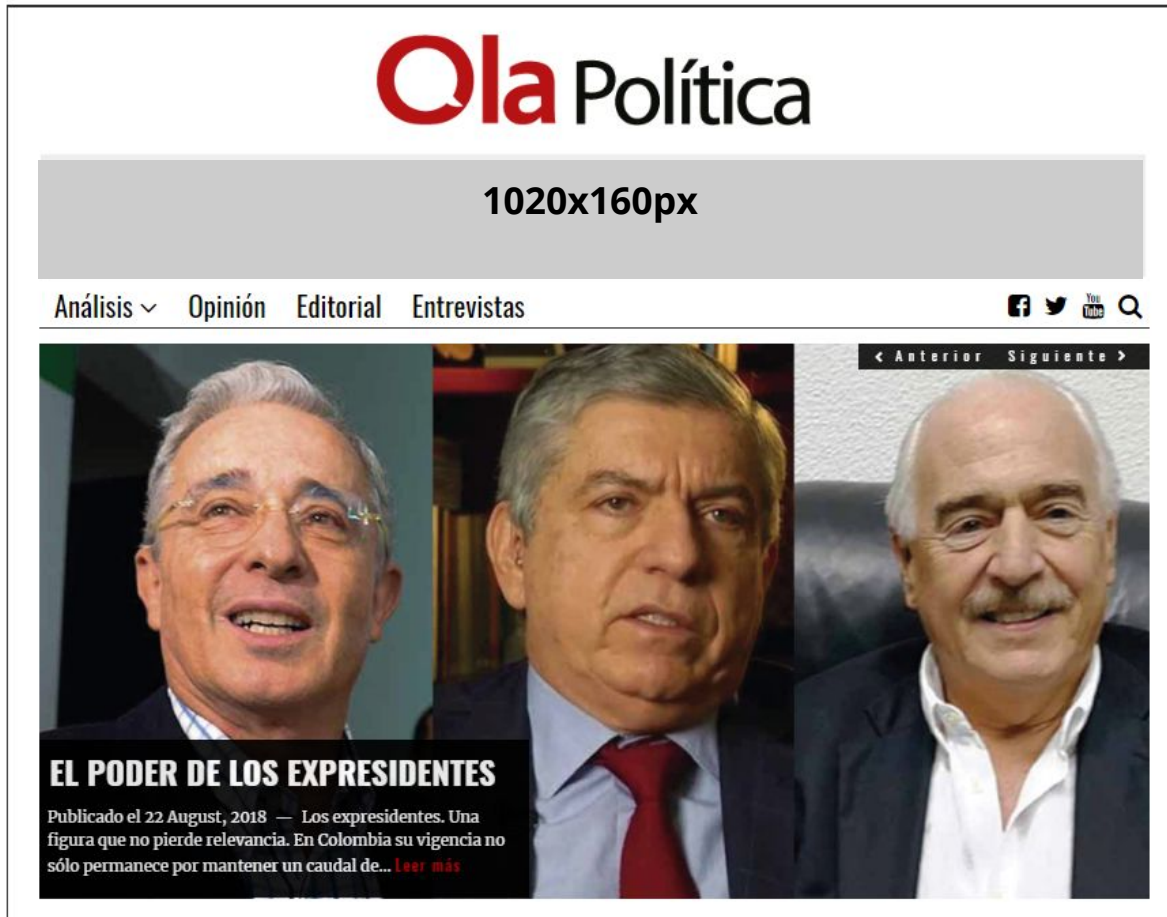 Ola Política
1020x160px
Análisis Opinión Editorial Entrevistas You Tube
Anterior Siguiente
EL PODER DE LOS EXPRESIDENTES
Publicado el 22 August, 2018 — Los expresidentes. Una
figura que no pierde relevancia. En Colombia su vigencia no
sólo permanece por mantener un caudal de... Leer más